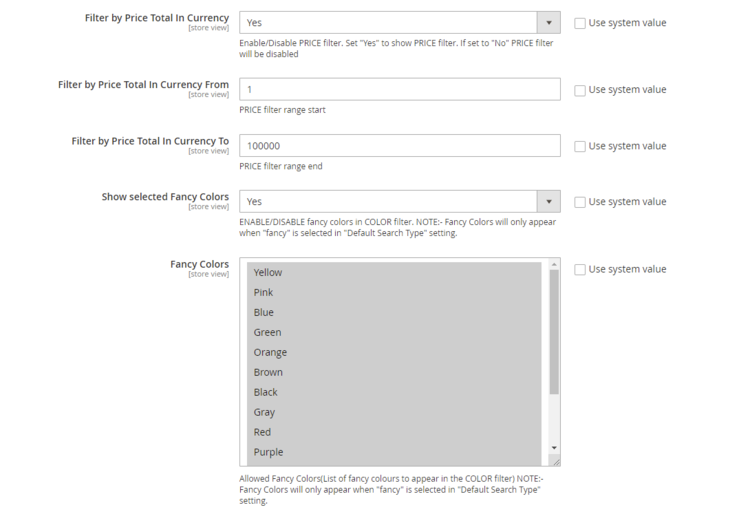 Filter by Price Total In Currency
[store view]
Yes
Use system value
Enable/Disable PRICE filter. Set "Yes" to show PRICE filter. If set to "No" PRICE filter
will be disabled
Filter by Price Total In Currency From
[store view]
1
Use system value
PRICE filter range start
Filter by Price Total In Currency To
[store view]
100000
Use system value
PRICE filter range end
Show selected Fancy Colors
[store view]
Yes
Use system value
ENABLE/DISABLE fancy colors in COLOR filter. NOTE:- Fancy Colors will only appear
when "fancy" is selected in "Default Search Type" setting.
Fancy Colors
[store view]
Use system value
Yellow
Pink
Blue
Green
Orange
Brown
Black
Gray
Red
Purple
Allowed Fancy Colors(List of fancy colours to appear in the COLOR filter) NOTE:-
Fancy Colors will only appear when "fancy" is selected in "Default Search Type"
setting.